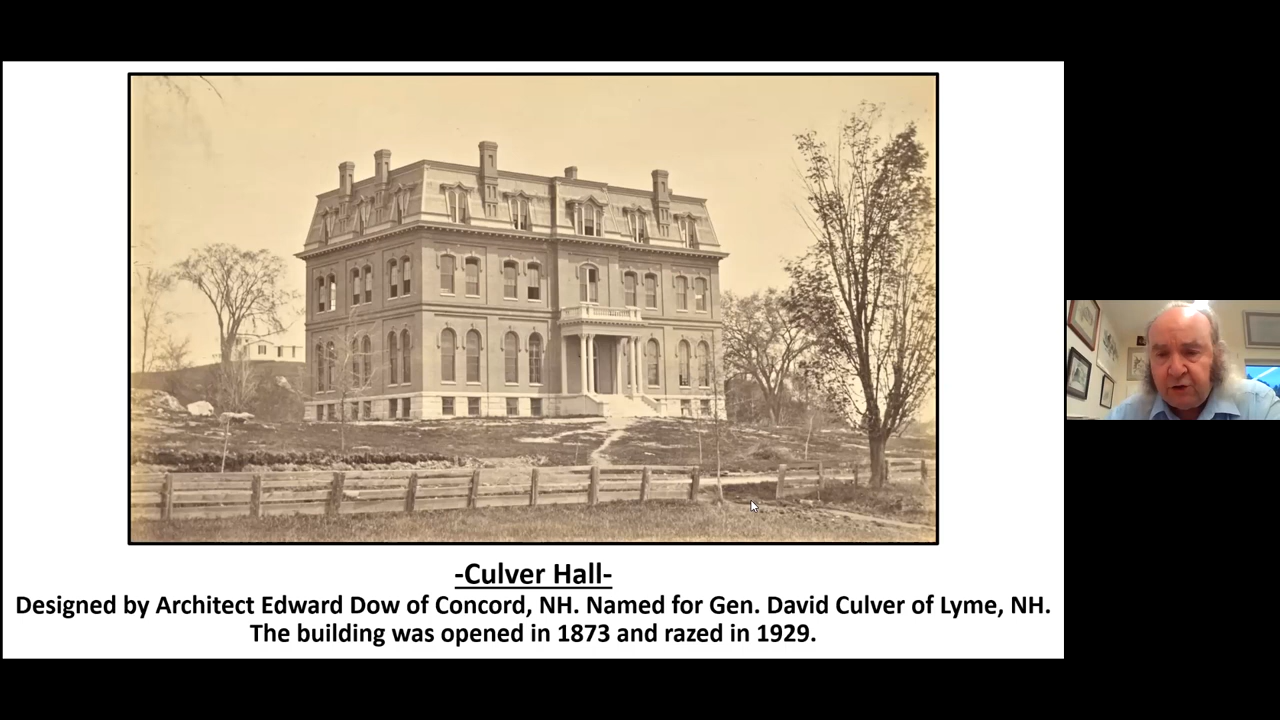 -Culver Hall-
Designed by Architect Edward Dow of Concord, NH. Named for Gen. David Culver of Lyme, NH.
The building was opened in 1873 and razed in 1929.